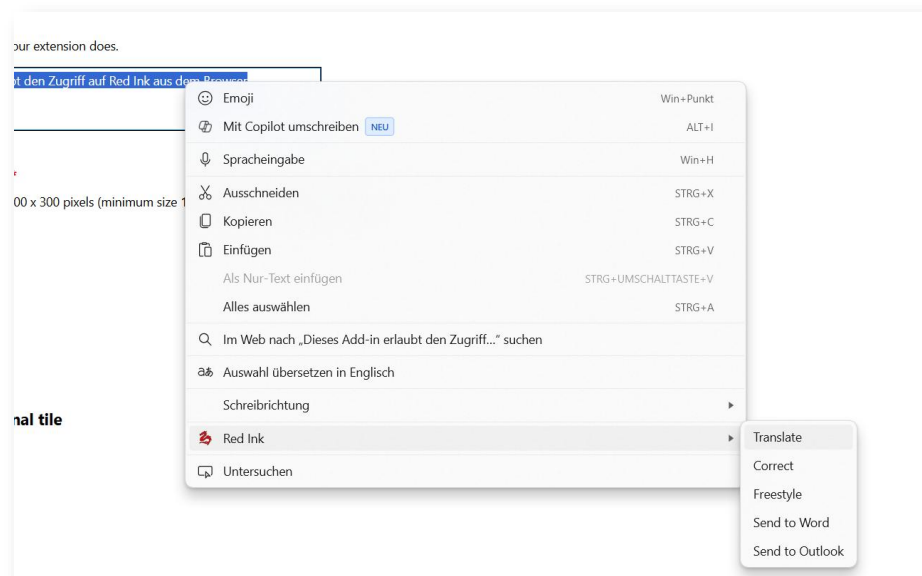 our extension does.
bt den Zugriff auf Red Ink aus dem Browser
Emoji Win+Punkt
Mit Copilot umschreiben NEU ALT+I
Spracheingabe Win+H
*
00 x 300 pixels (minimum size 1
Ausschneiden STRG+X
Kopieren STRG+C
Einfügen STRG+V
Als Nur-Text einfügen STRG+UMSCHALTTASTE+V
Alles auswählen STRG+A
Im Web nach „Dieses Add-in erlaubt den Zugriff...“ suchen
Auswahl übersetzen in Englisch
Schreibrichtung
nal tile
Red Ink
Untersuchen
Translate
Correct
Freestyle
Send to Word
Send to Outlook